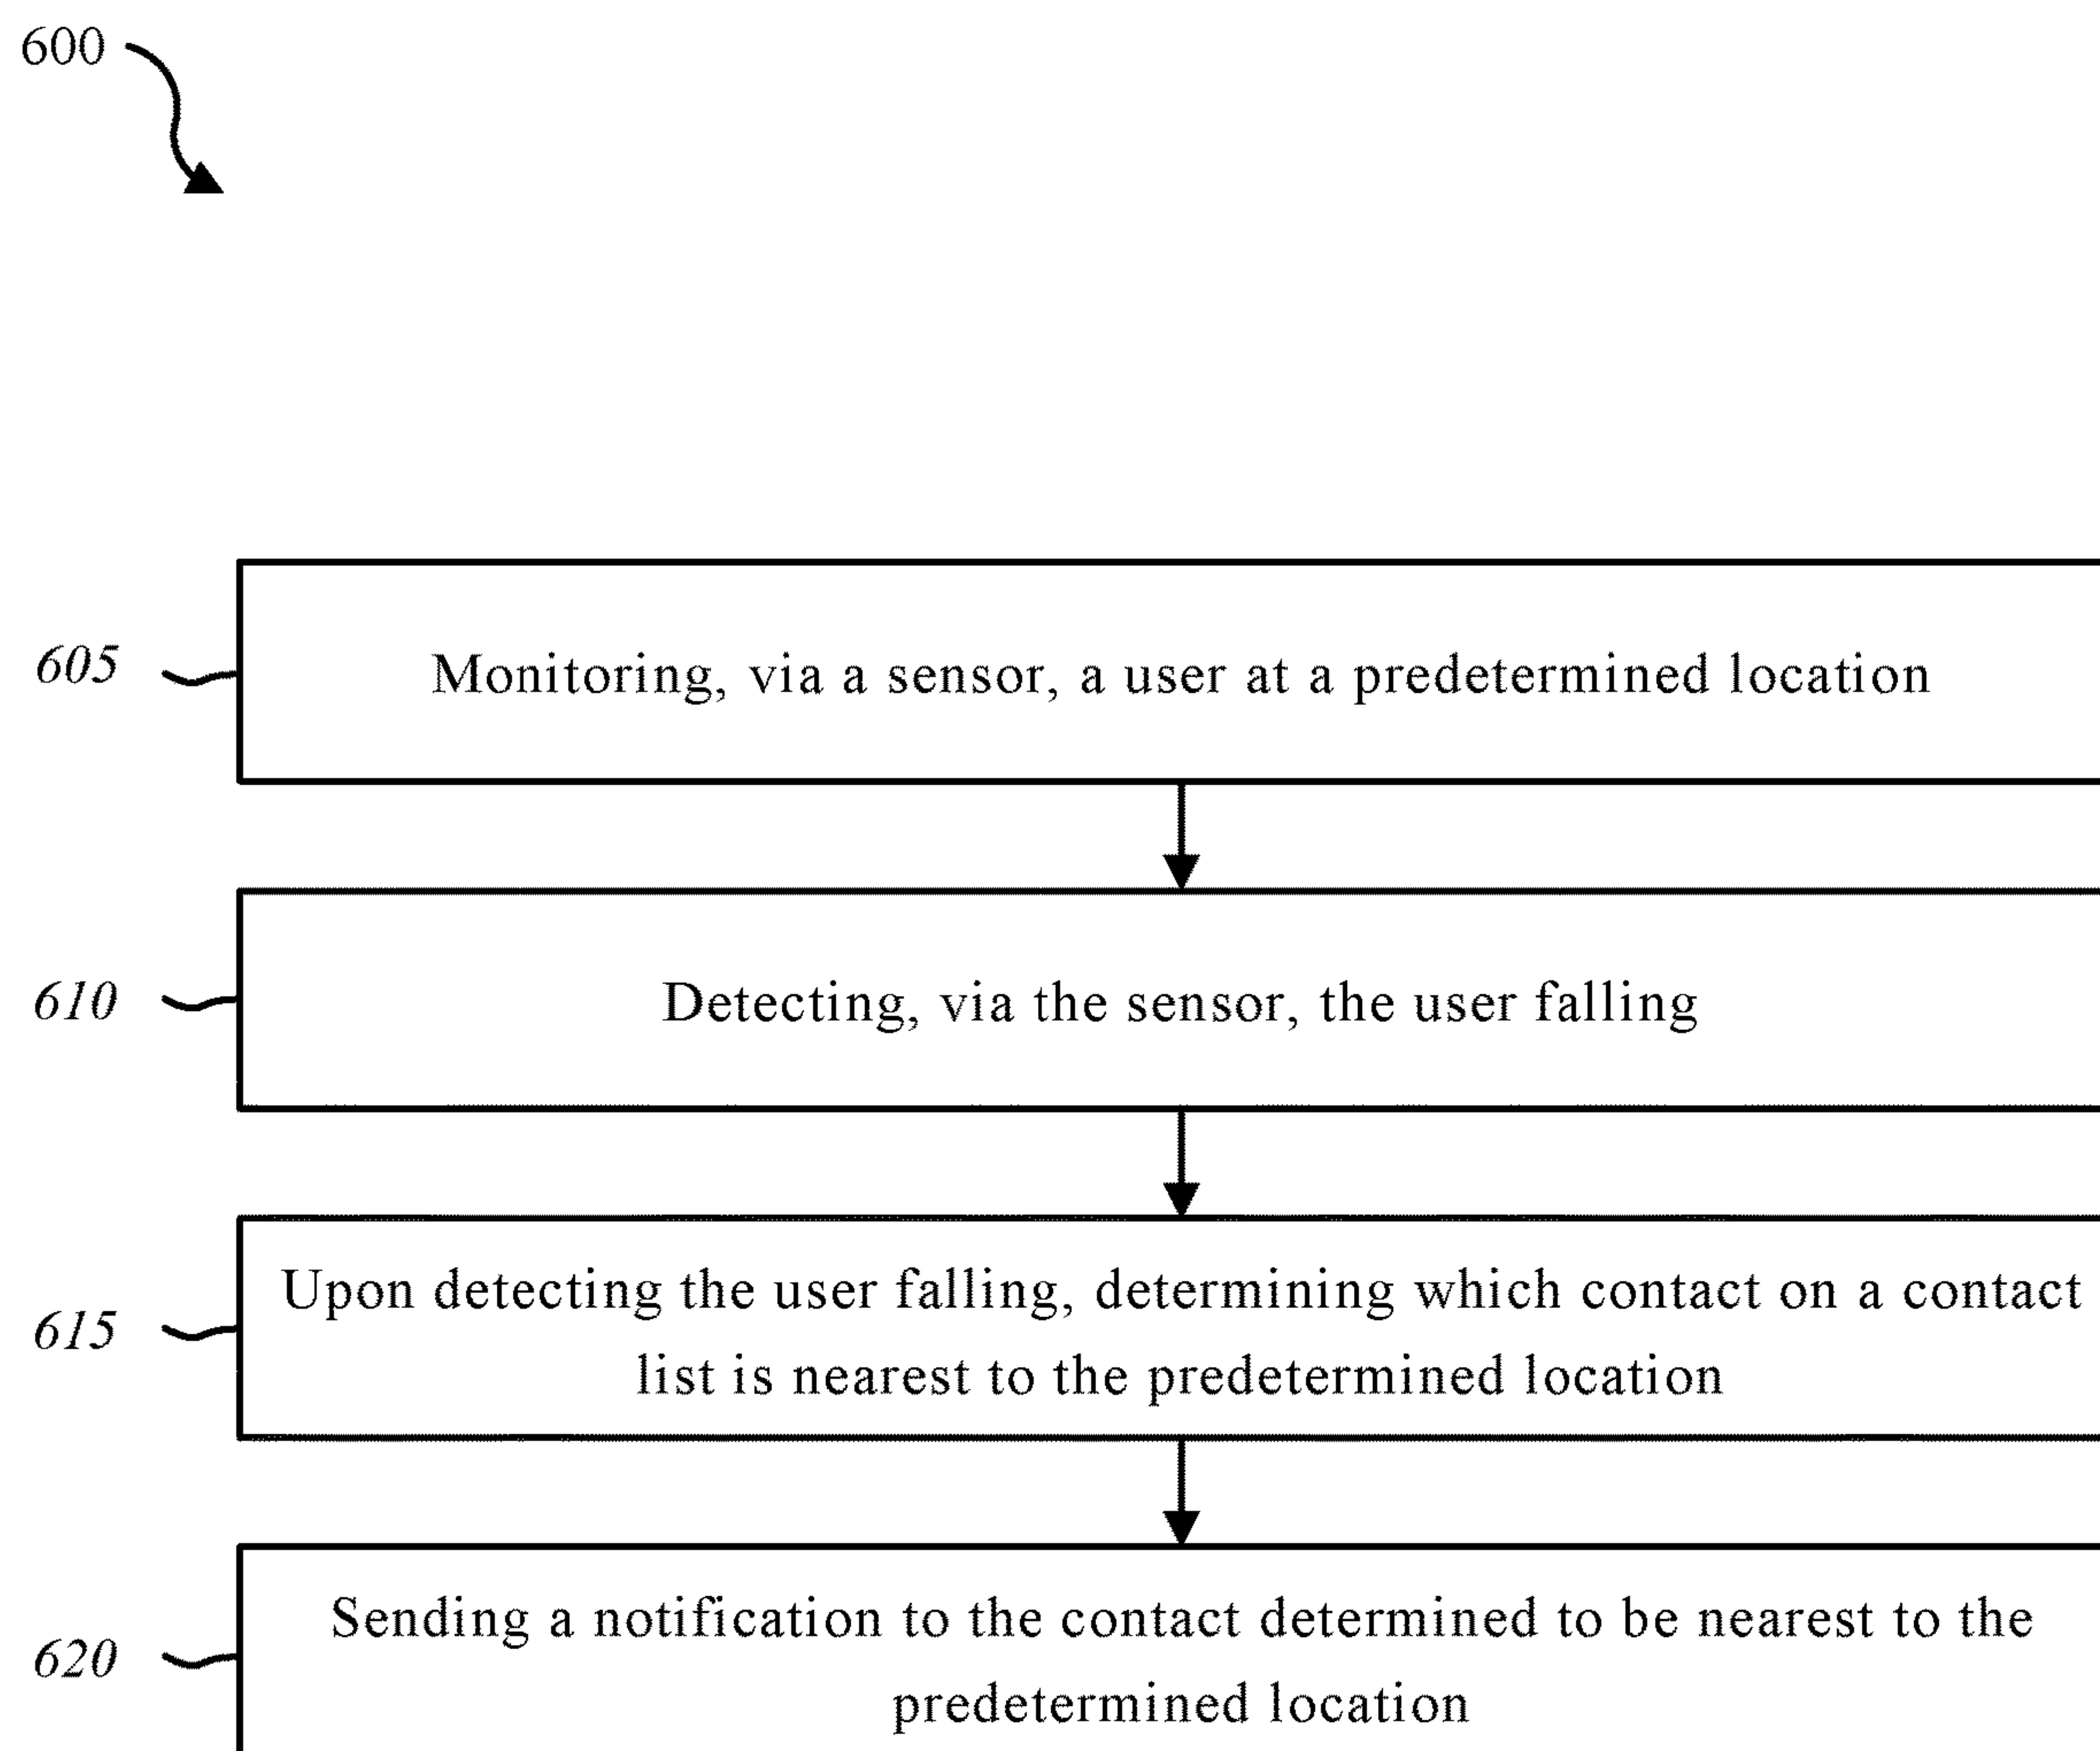 600
605
Monitoring, via a sensor, a user at a predetermined location
610
Detecting, via the sensor, the user falling
615
Upon detecting the user falling, determining which contact on a contact
list is nearest to the predetermined location
620
Sending a notification to the contact determined to be nearest to the
predetermined location